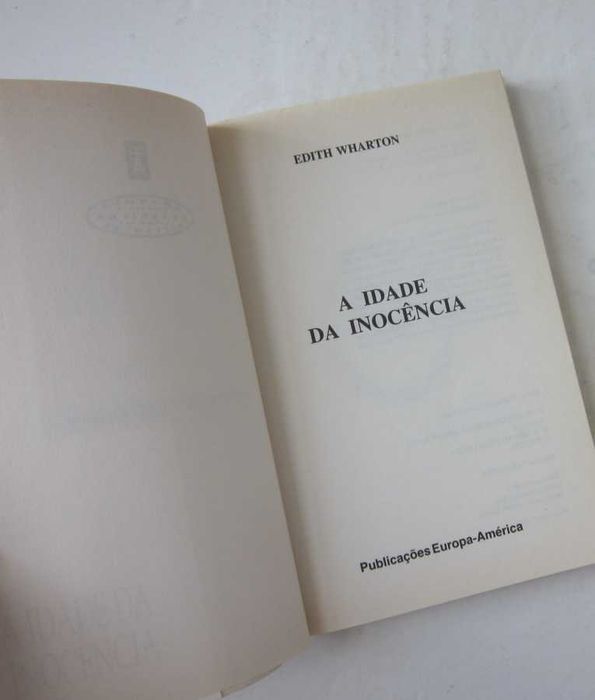 EDITH WHARTON
A IDADE
DA INOCÊNCIA
Publicações Europa-América